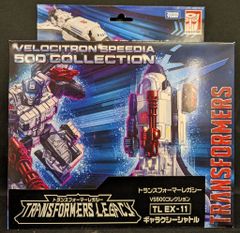 VELOCITRON SPEEDIA
500 COLLECTION
TRANSFORMERS
トランスフォーマーレガシー
VS500コレクション
TL EX-11
ギャラクシーシャトル
TRANSFORMERS LEGACY